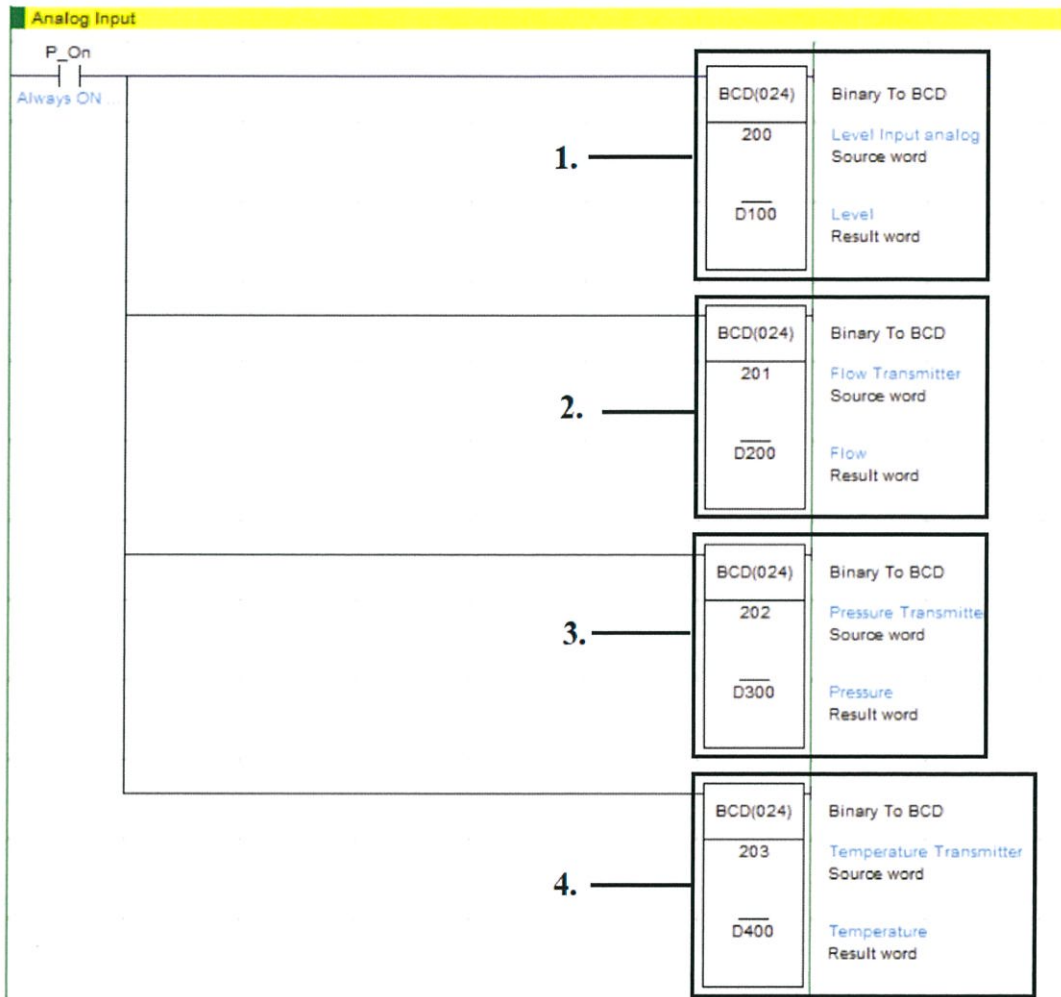 Analog Input
P_On
Always ON ...
1.
BCD(024) Binary To BCD
200 Level Input analog
Source word
D100 Level
Result word
2.
BCD(024) Binary To BCD
201 Flow Transmitter
Source word
D200 Flow
Result word
3.
BCD(024) Binary To BCD
202 Pressure Transmitte
Source word
D300 Pressure
Result word
4.
BCD(024) Binary To BCD
203 Temperature Transmitter
Source word
D400 Temperature
Result word